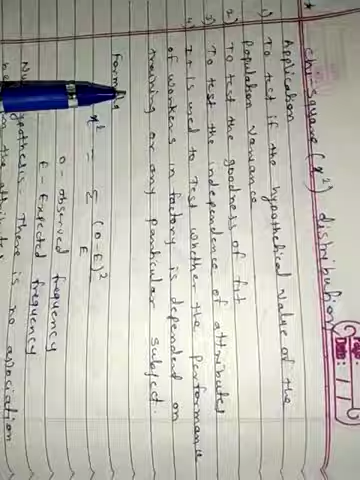 Page:
Date: / /
chi-square (χ²) distribution
Application
1) To test if the hypothetical value of the
Population variance
2) To test the goodness of fit
3) To test the independence of attributes
4) It is used to test whether the performance
of workers in factory is dependent on
training or any particular subject.
Formula
χ² = Σ (O-E)²
E
O - observed frequency
E - Expected frequency
hypothesis - There is no association
the